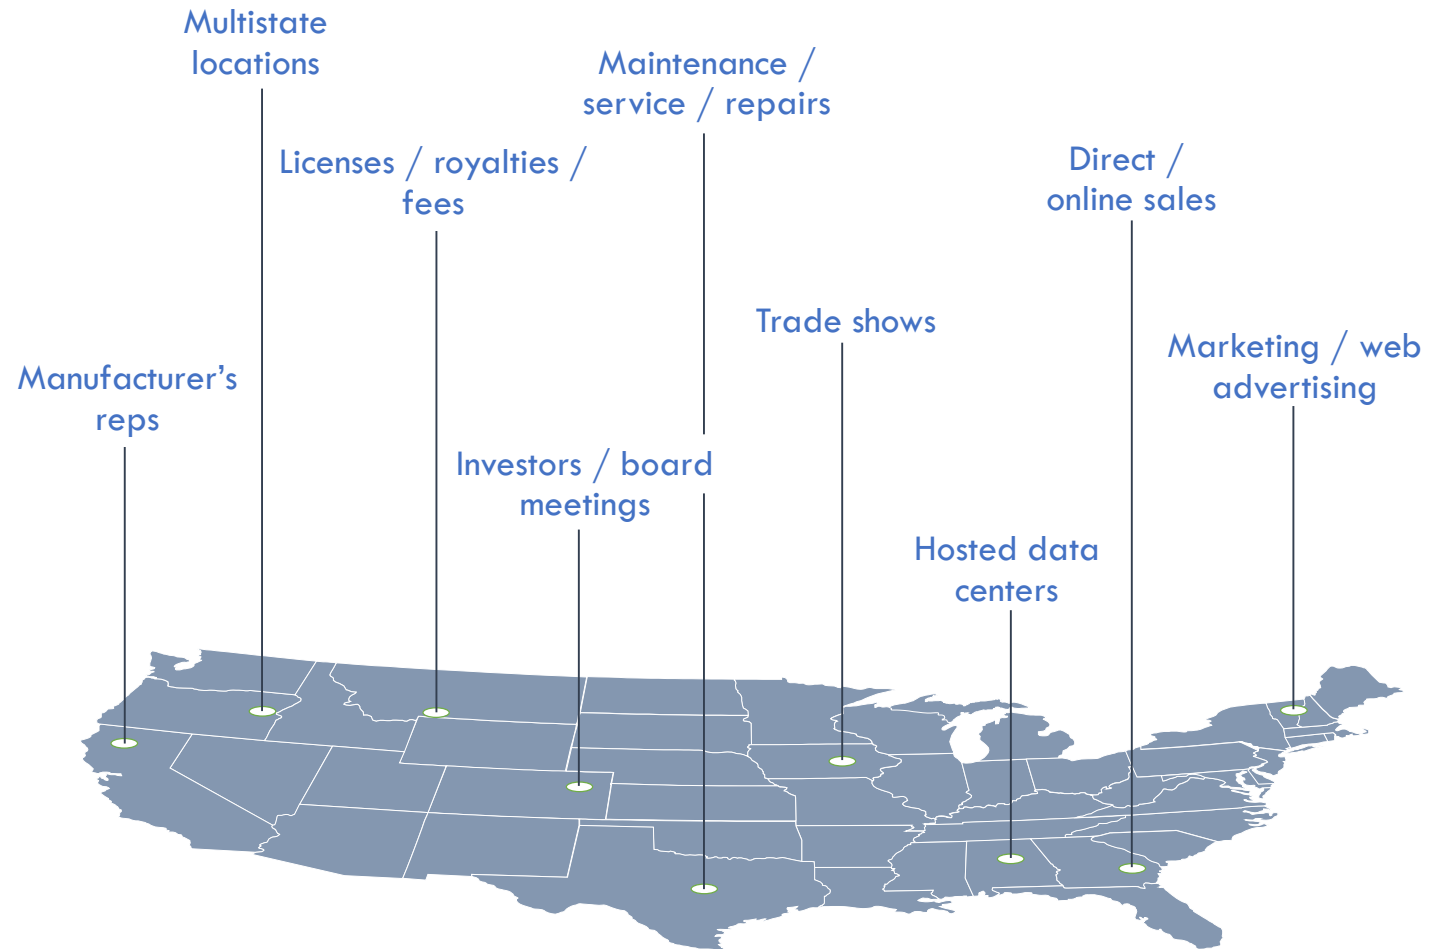 Multistate
locations
Maintenance /
service / repairs
Licenses / royalties /
fees
Direct /
online sales
Trade shows
Marketing / web
advertising
Manufacturer’s
reps
Investors / board
meetings
Hosted data
centers